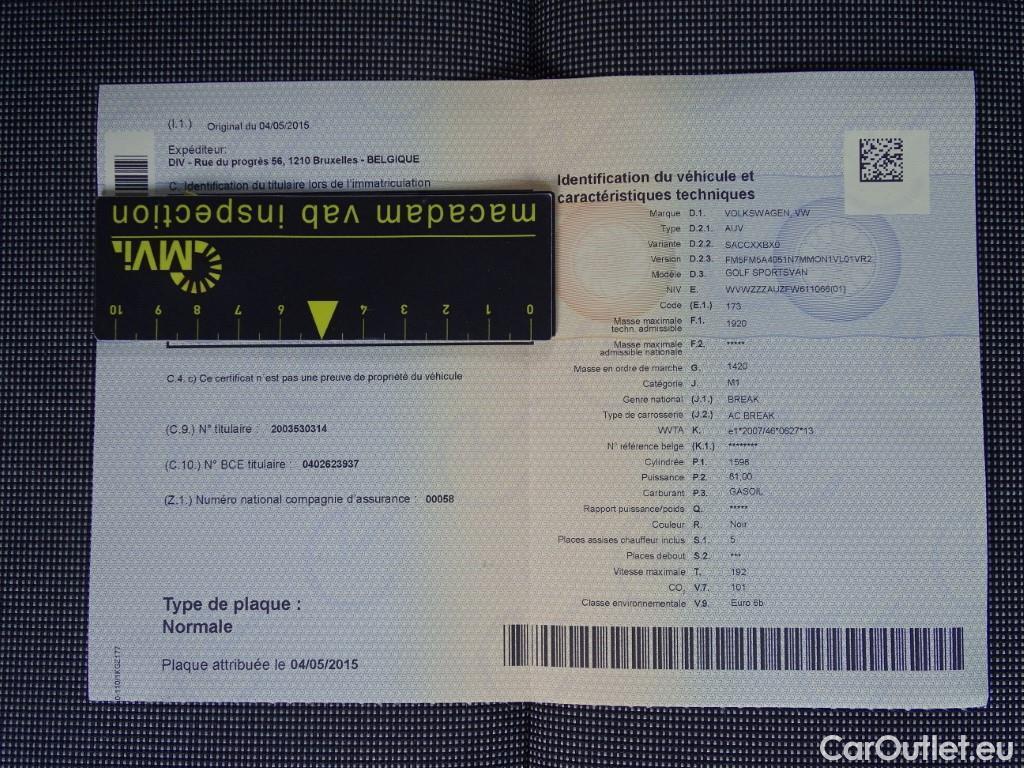 (I.1.) Original du 04/05/2015
Expéditeur:
DIV - Rue du progrès 56, 1210 Bruxelles - BELGIQUE
C. Identification du titulaire lors de l'immatriculation
macadam vab inspection
MVi.
10 9 8 7 6 4 3 2 1 0
C.4. c) Ce certificat n'est pas une preuve de propriété du véhicule
(C.9.) N° titulaire : 2003530314
(C.10.) N° BCE titulaire : 0402623937
(Z.1.) Numéro national compagnie d'assurance : 00058
Type de plaque :
Normale
Plaque attribuée le 04/05/2015
Identification du véhicule et
caractéristiques techniques
Marque D.1. VOLKSWAGEN, VW
Type D.2.1. AUV
Variante D.2.2. SACCXXBX0
Version D.2.3. FM5FM5A4051N7MMON1VL01VR2
Modèle D.3. GOLF SPORTSVAN
NIV E. WVWZZZAUZFW611066(01)
Code (E.1.) 173
Masse maximale
techn. admissible F.1. 1920
Masse maximale
admissible nationale F.2. *****
Masse en ordre de marche G. 1420
Catégorie J. M1
Genre national (J.1.) BREAK
Type de carrosserie (J.2.) AC BREAK
WVTA K. e1*2007/46*0627*13
N° référence belge (K.1.) ********
Cylindrée P.1. 1598
Puissance P.2. 81,00
Carburant P.3. GASOIL
Rapport puissance/poids Q. *****
Couleur R. Noir
Places assises chauffeur inclus S.1. 5
Places debout S.2. ***
Vitesse maximale T. 192
CO2 V.7. 101
Classe environnementale V.9. Euro 6b
CarOutlet.eu